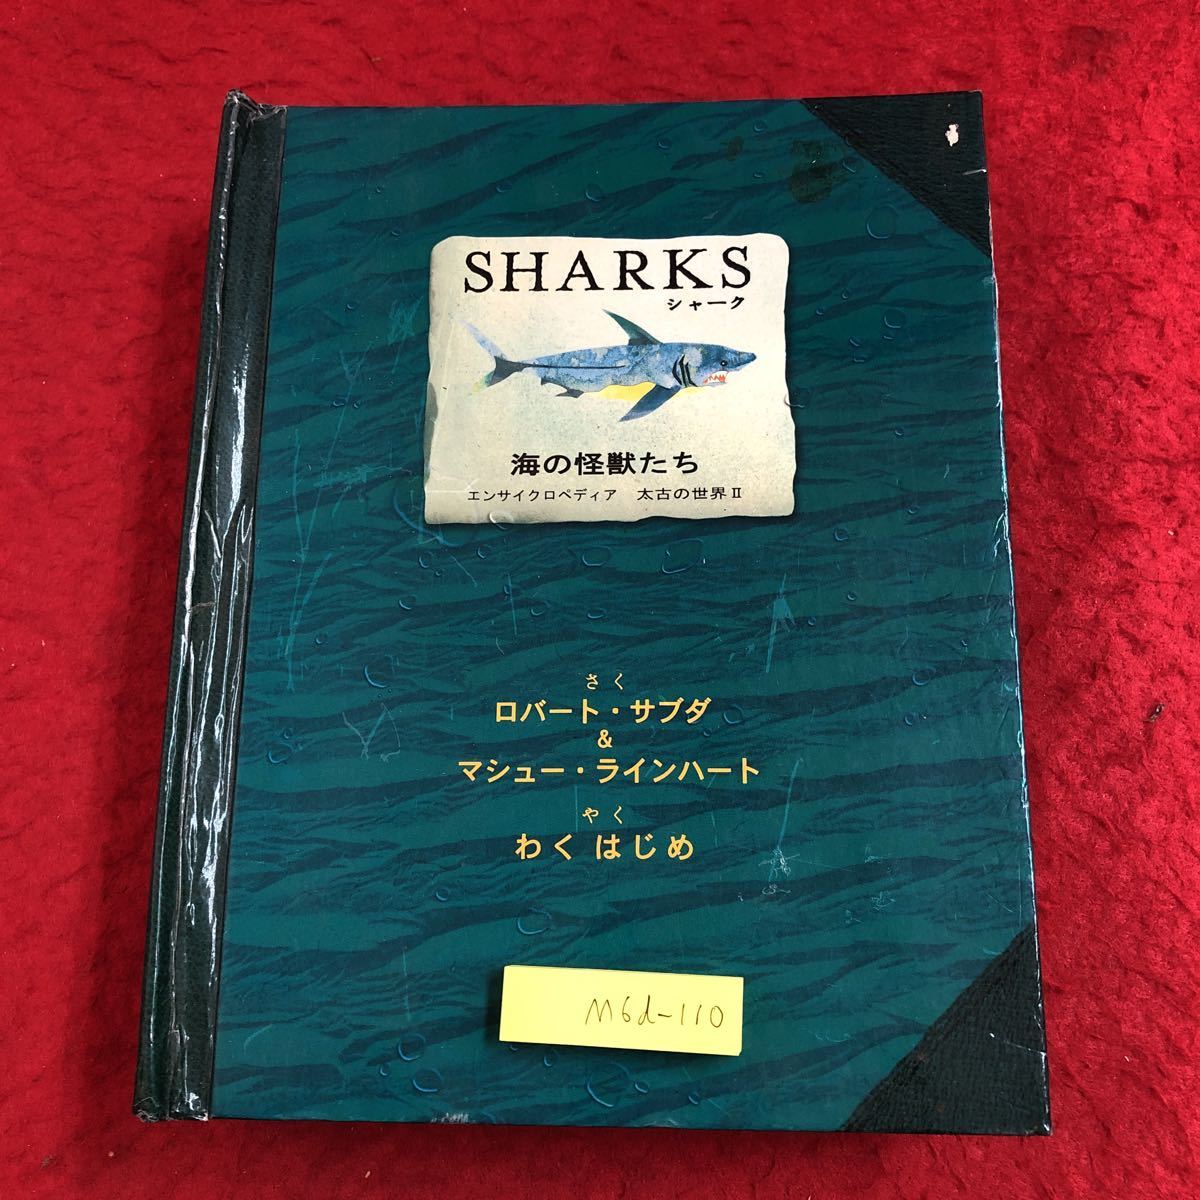 SHARKS
シャーク
海の怪獣たち
エンサイクロペディア 太古の世界Ⅱ
さく
ロバート・サブダ
&
マシュー・ラインハート
やく
わく はじめ
M6d-110